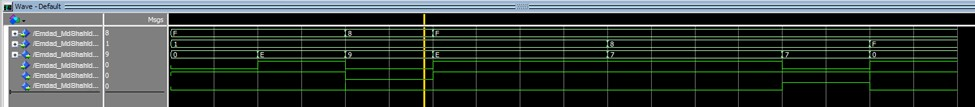 Wave - Default
Msgs
/Emdad_MdShahid... 8 F 8 F
/Emdad_MdShahid... 1 1 8 F
/Emdad_MdShahid... 9 0 E 9 E 7 7 0
/Emdad_MdShahid... 0
/Emdad_MdShahid... 0
/Emdad_MdShahid... 0